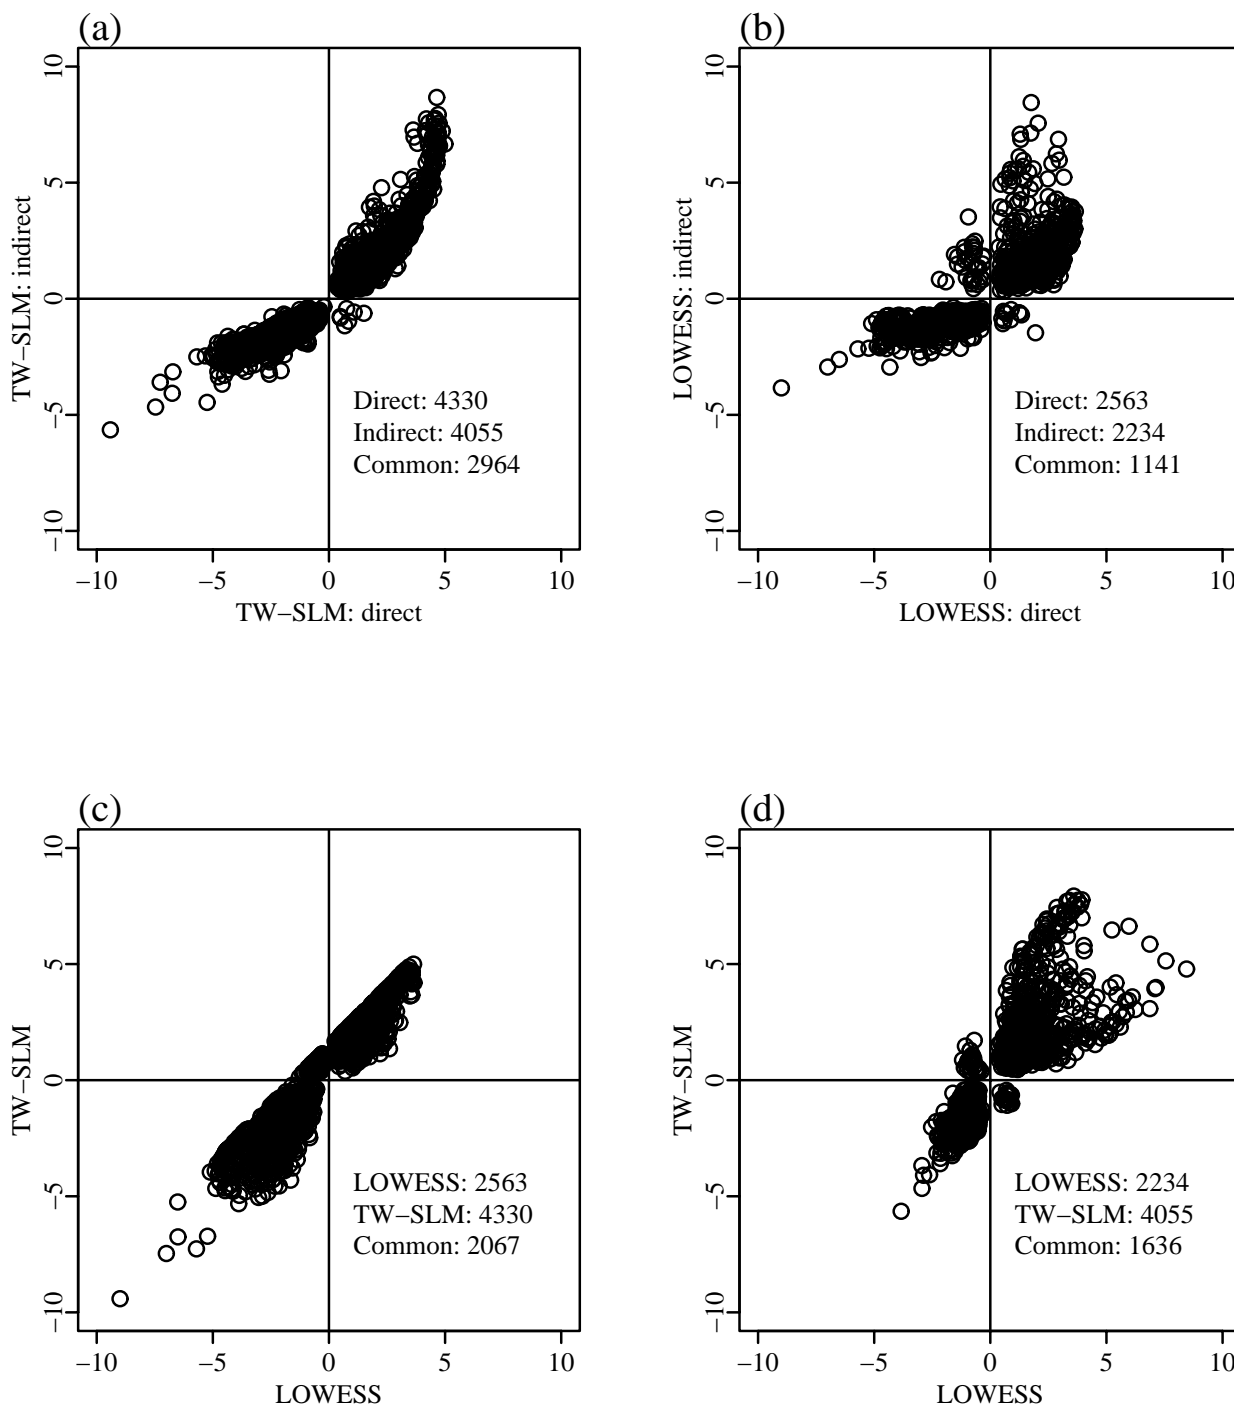 (a)
10
5
0
−5
−10
TW−SLM: indirect
Direct: 4330
Indirect: 4055
Common: 2964
−10 −5 0 5 10
TW−SLM: direct
(b)
10
5
0
−5
−10
LOWESS: indirect
Direct: 2563
Indirect: 2234
Common: 1141
−10 −5 0 5 10
LOWESS: direct
(c)
10
5
0
−5
−10
TW−SLM
LOWESS: 2563
TW−SLM: 4330
Common: 2067
−10 −5 0 5 10
LOWESS
(d)
10
5
0
−5
−10
TW−SLM
LOWESS: 2234
TW−SLM: 4055
Common: 1636
−10 −5 0 5 10
LOWESS